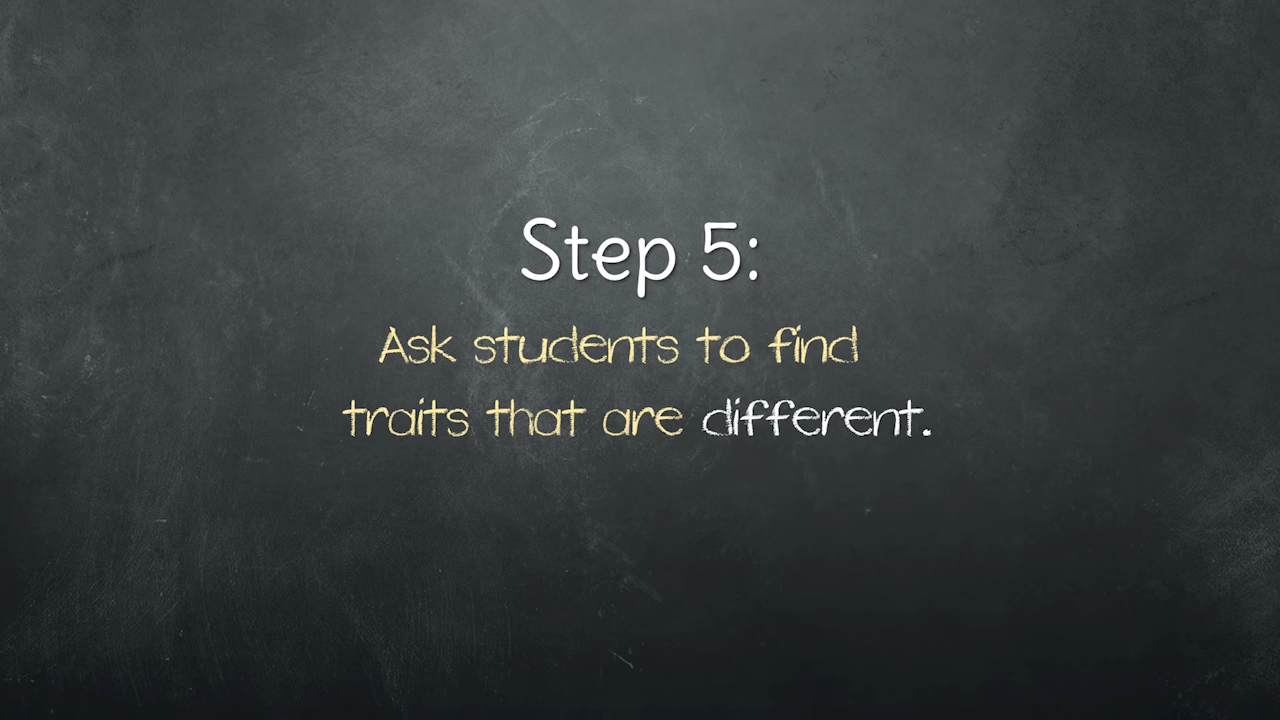 Step 5:
Ask students to find
traits that are different.